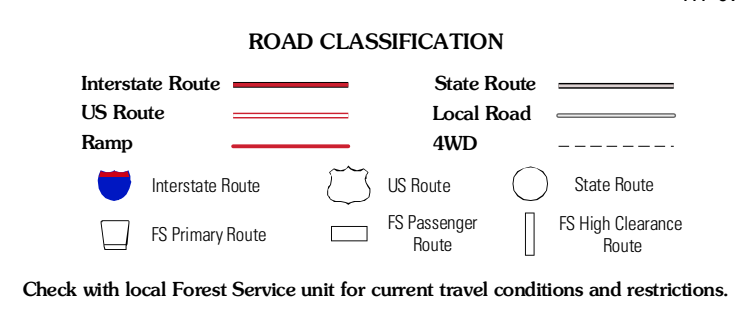 ROAD CLASSIFICATION
Interstate Route
State Route
US Route
Local Road
Ramp
4WD
Interstate Route
US Route
State Route
FS Primary Route
FS Passenger
Route
FS High Clearance
Route
Check with local Forest Service unit for current travel conditions and restrictions.